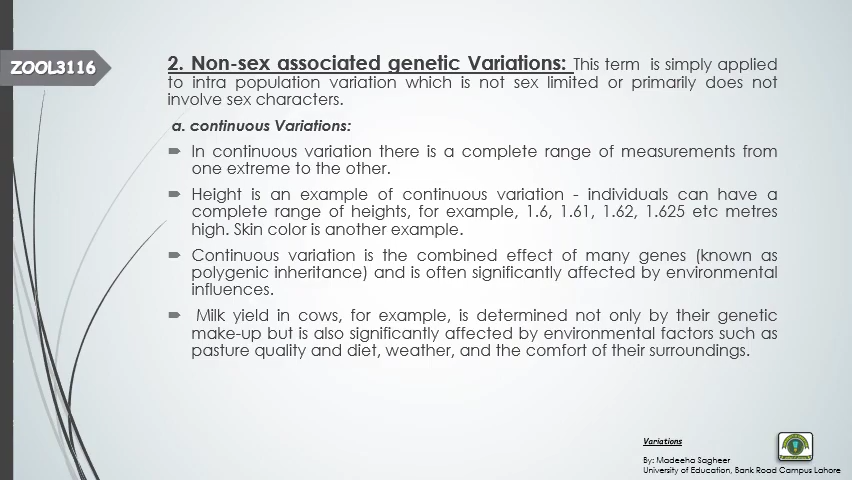 ZOOL3116
2. Non-sex associated genetic Variations: This term is simply applied
to intra population variation which is not sex limited or primarily does not
involve sex characters.
a. continuous Variations:
In continuous variation there is a complete range of measurements from
one extreme to the other.
Height is an example of continuous variation - individuals can have a
complete range of heights, for example, 1.6, 1.61, 1.62, 1.625 etc metres
high. Skin color is another example.
Continuous variation is the combined effect of many genes (known as
polygenic inheritance) and is often significantly affected by environmental
influences.
Milk yield in cows, for example, is determined not only by their genetic
make-up but is also significantly affected by environmental factors such as
pasture quality and diet, weather, and the comfort of their surroundings.
Variations
By: Madeeha Sagheer
University of Education, Bank Road Campus Lahore